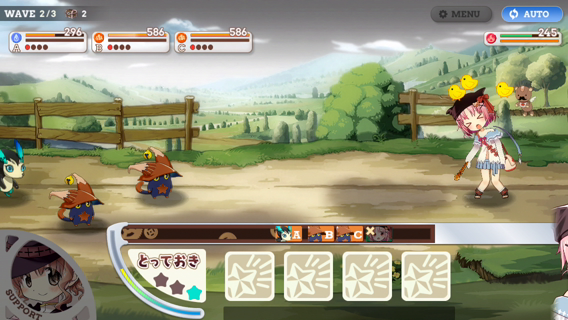 WAVE 2/3 2
MENU
AUTO
296
A
586
B
586
C
245
A B C
とっておき
SUPPORT